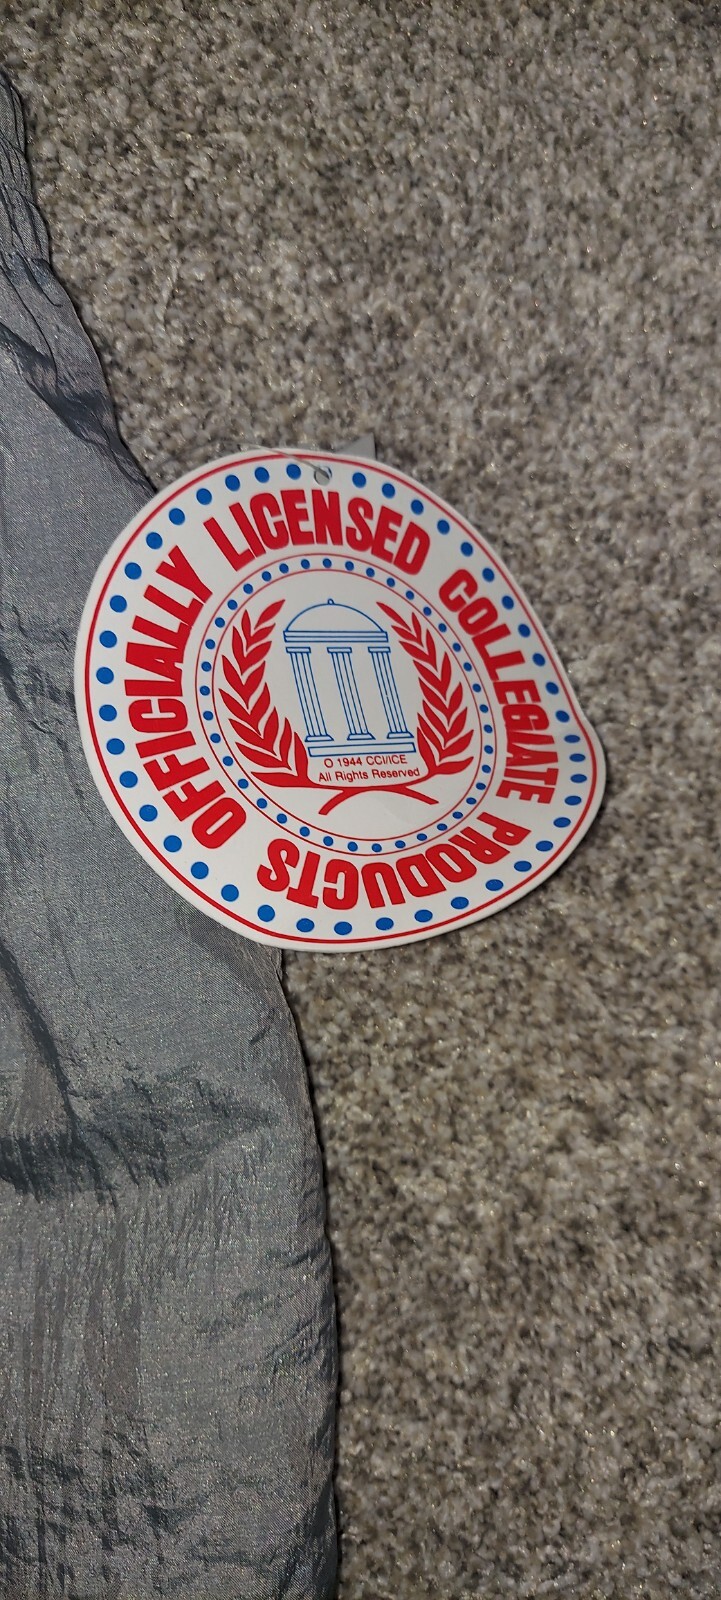 OFFICIALLY LICENSED COLLEGIATE PRODUCTS
O 1944 CCI/ICE
All Rights Reserved